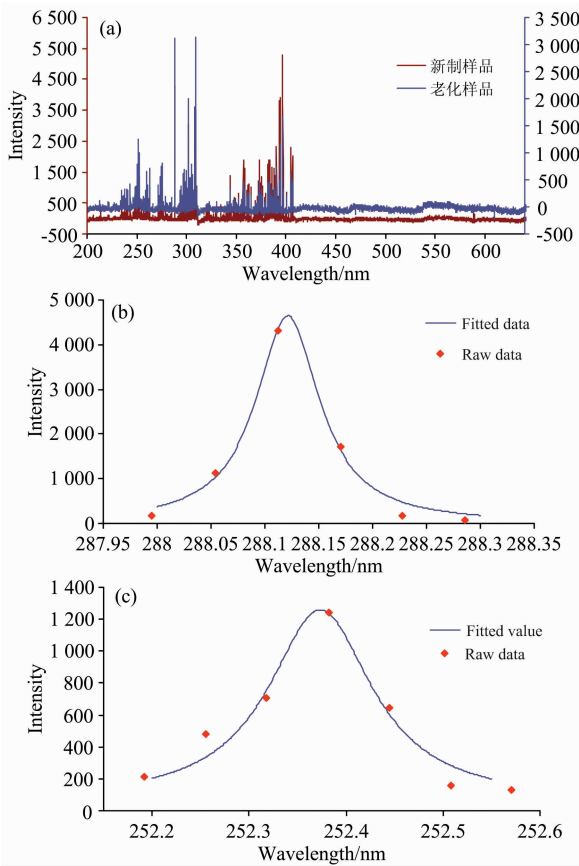 (a)
6 500
5 500
4 500
3 500
2 500
1 500
500
-500
Intensity
3 500
3 000
2 500
2 000
1 500
1 000
500
0
-500
新制样品
老化样品
200 250 300 350 400 450 500 550 600
Wavelength/nm
(b)
5 000
4 000
3 000
2 000
1 000
0
Intensity
Fitted data
Raw data
287.95 288 288.05 288.1 288.15 288.2 288.25 288.3 288.35
Wavelength/nm
(c)
1 400
1 200
1 000
800
600
400
200
0
Intensity
Fitted value
Raw data
252.2 252.3 252.4 252.5 252.6
Wavelength/nm